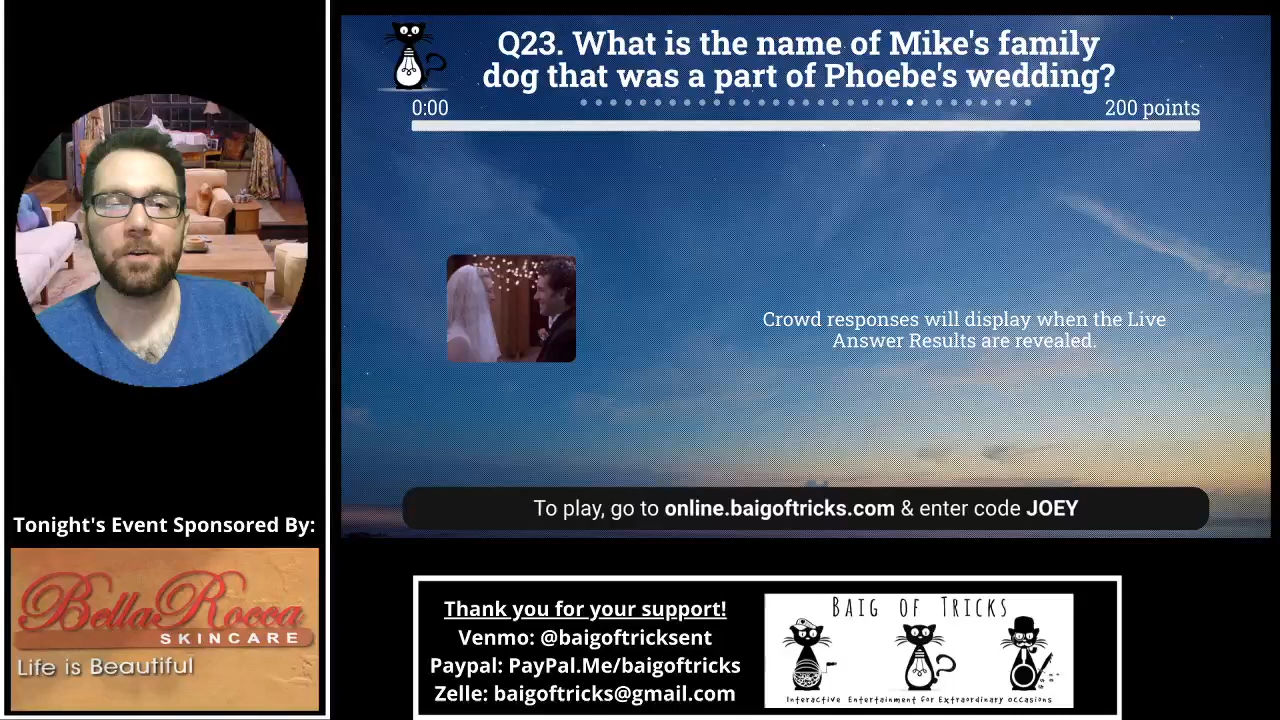 Q23. What is the name of Mike's family
dog that was a part of Phoebe's wedding?
0:00
200 points
Crowd responses will display when the Live
Answer Results are revealed.
To play, go to online.baigoftricks.com & enter code JOEY
Tonight's Event Sponsored By:
BellaRocca
SKINCARE
Life is Beautiful
Thank you for your support!
Venmo: @baigoftricksent
Paypal: PayPal.Me/baigoftricks
Zelle: baigoftricks@gmail.com
BAIG OF TRICKS
Interactive Entertainment for Extraordinary occasions